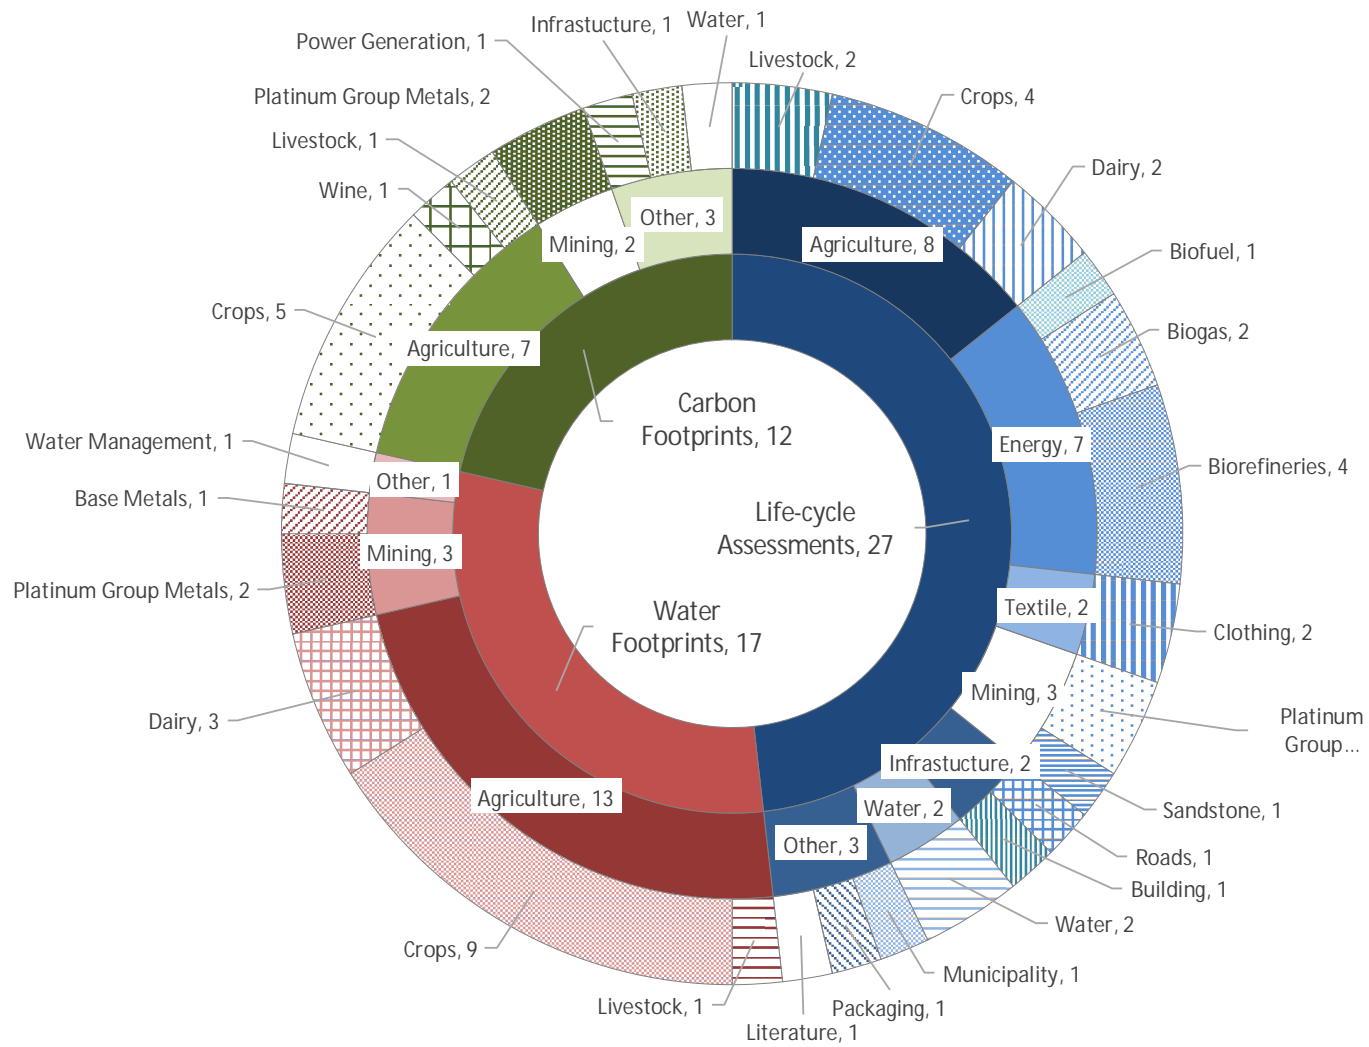 Infrastucture, 1
Water, 1
Power Generation, 1
Livestock, 2
Platinum Group Metals, 2
Crops, 4
Livestock, 1
Dairy, 2
Wine, 1
Other, 3
Mining, 2
Agriculture, 8
Biofuel, 1
Crops, 5
Biogas, 2
Agriculture, 7
Carbon
Footprints, 12
Water Management, 1
Energy, 7
Biorefineries, 4
Other, 1
Base Metals, 1
Life-cycle
Assessments, 27
Mining, 3
Platinum Group Metals, 2
Water
Footprints, 17
Textile, 2
Clothing, 2
Mining, 3
Dairy, 3
Platinum
Group...
Infrastucture, 2
Agriculture, 13
Water, 2
Sandstone, 1
Other, 3
Roads, 1
Building, 1
Crops, 9
Water, 2
Municipality, 1
Livestock, 1
Packaging, 1
Literature, 1